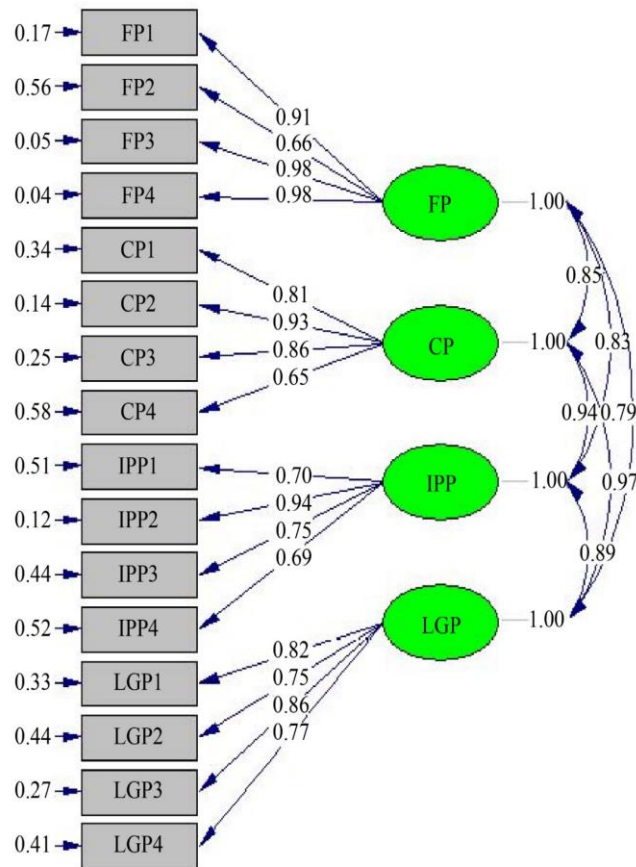 0.17 FP1
0.56 FP2
0.91
0.66
0.05 FP3
0.98
0.04 FP4
0.98
FP 1.00
0.34 CP1
0.85
0.14 CP2
0.81
0.93
0.25 CP3
0.86
CP 1.00 0.83
0.65
0.58 CP4
0.94 0.79
0.51 IPP1
0.70
0.94
IPP 1.00 0.97
0.12 IPP2
0.75
0.69
0.44 IPP3
0.89
0.52 IPP4
LGP 1.00
0.82
0.33 LGP1
0.75
0.86
0.77
0.44 LGP2
0.27 LGP3
0.41 LGP4